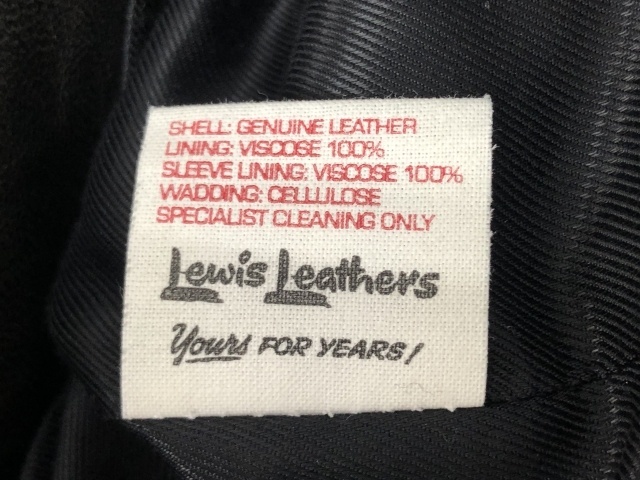 SHELL: GENUINE LEATHER
LINING: VISCOSE 100%
SLEEVE LINING: VISCOSE 100%
WADDING: CELLULOSE
SPECIALIST CLEANING ONLY
Lewis Leathers
Yours FOR YEARS!